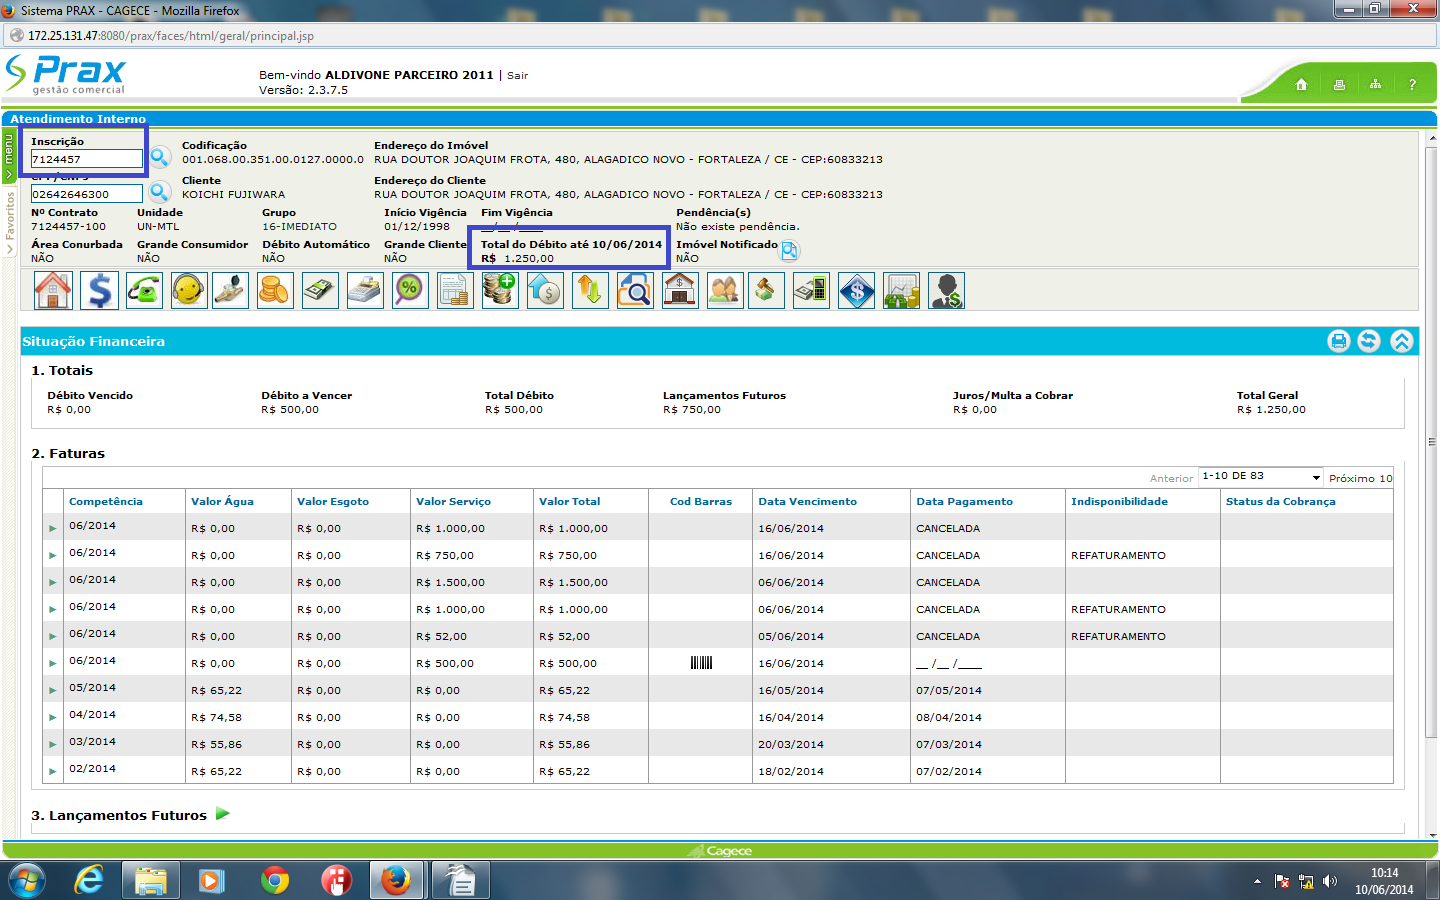 Sistema PRAX - CAGECE - Mozilla Firefox
172.25.131.47:8080/prax/faces/html/geral/principal.jsp
Prax
gestão comercial
Bem-vindo ALDIVONE PARCEIRO 2011 | Sair
Versão: 2.3.7.5
?
Atendimento Interno
menu
Favoritos
Inscrição Codificação Endereço do Imóvel
7124457 001.068.00.351.00.0127.0000.0 RUA DOUTOR JOAQUIM FROTA, 480, ALAGADICO NOVO - FORTALEZA / CE - CEP:60833213
Cliente Endereço do Cliente
02642646300 KOICHI FUJIWARA RUA DOUTOR JOAQUIM FROTA, 480, ALAGADICO NOVO - FORTALEZA / CE - CEP:60833213
Nº Contrato Unidade Grupo Início Vigência Fim Vigência Pendência(s)
7124457-100 UN-MTL 16-IMEDIATO 01/12/1998 __/__/____ Não existe pendência.
Área Conurbada Grande Consumidor Débito Automático Grande Cliente Total do Débito até 10/06/2014 Imóvel Notificado
NÃO NÃO NÃO NÃO R$ 1.250,00 NÃO
Situação Financeira
1. Totais
Débito Vencido Débito a Vencer Total Débito Lançamentos Futuros Juros/Multa a Cobrar Total Geral
R$ 0,00 R$ 500,00 R$ 500,00 R$ 750,00 R$ 0,00 R$ 1.250,00
2. Faturas
Anterior 1-10 DE 83 Próximo 10
Competência Valor Água Valor Esgoto Valor Serviço Valor Total Cod Barras Data Vencimento Data Pagamento Indisponibilidade Status da Cobrança
06/2014 R$ 0,00 R$ 0,00 R$ 1.000,00 R$ 1.000,00 16/06/2014 CANCELADA
06/2014 R$ 0,00 R$ 0,00 R$ 750,00 R$ 750,00 16/06/2014 CANCELADA REFATURAMENTO
06/2014 R$ 0,00 R$ 0,00 R$ 1.500,00 R$ 1.500,00 06/06/2014 CANCELADA
06/2014 R$ 0,00 R$ 0,00 R$ 1.000,00 R$ 1.000,00 06/06/2014 CANCELADA REFATURAMENTO
06/2014 R$ 0,00 R$ 0,00 R$ 52,00 R$ 52,00 05/06/2014 CANCELADA REFATURAMENTO
06/2014 R$ 0,00 R$ 0,00 R$ 500,00 R$ 500,00 16/06/2014 __ /__ /____
05/2014 R$ 65,22 R$ 0,00 R$ 0,00 R$ 65,22 16/05/2014 07/05/2014
04/2014 R$ 74,58 R$ 0,00 R$ 0,00 R$ 74,58 16/04/2014 08/04/2014
03/2014 R$ 55,86 R$ 0,00 R$ 0,00 R$ 55,86 20/03/2014 07/03/2014
02/2014 R$ 65,22 R$ 0,00 R$ 0,00 R$ 65,22 18/02/2014 07/02/2014
3. Lançamentos Futuros
Cagece
10:14
10/06/2014